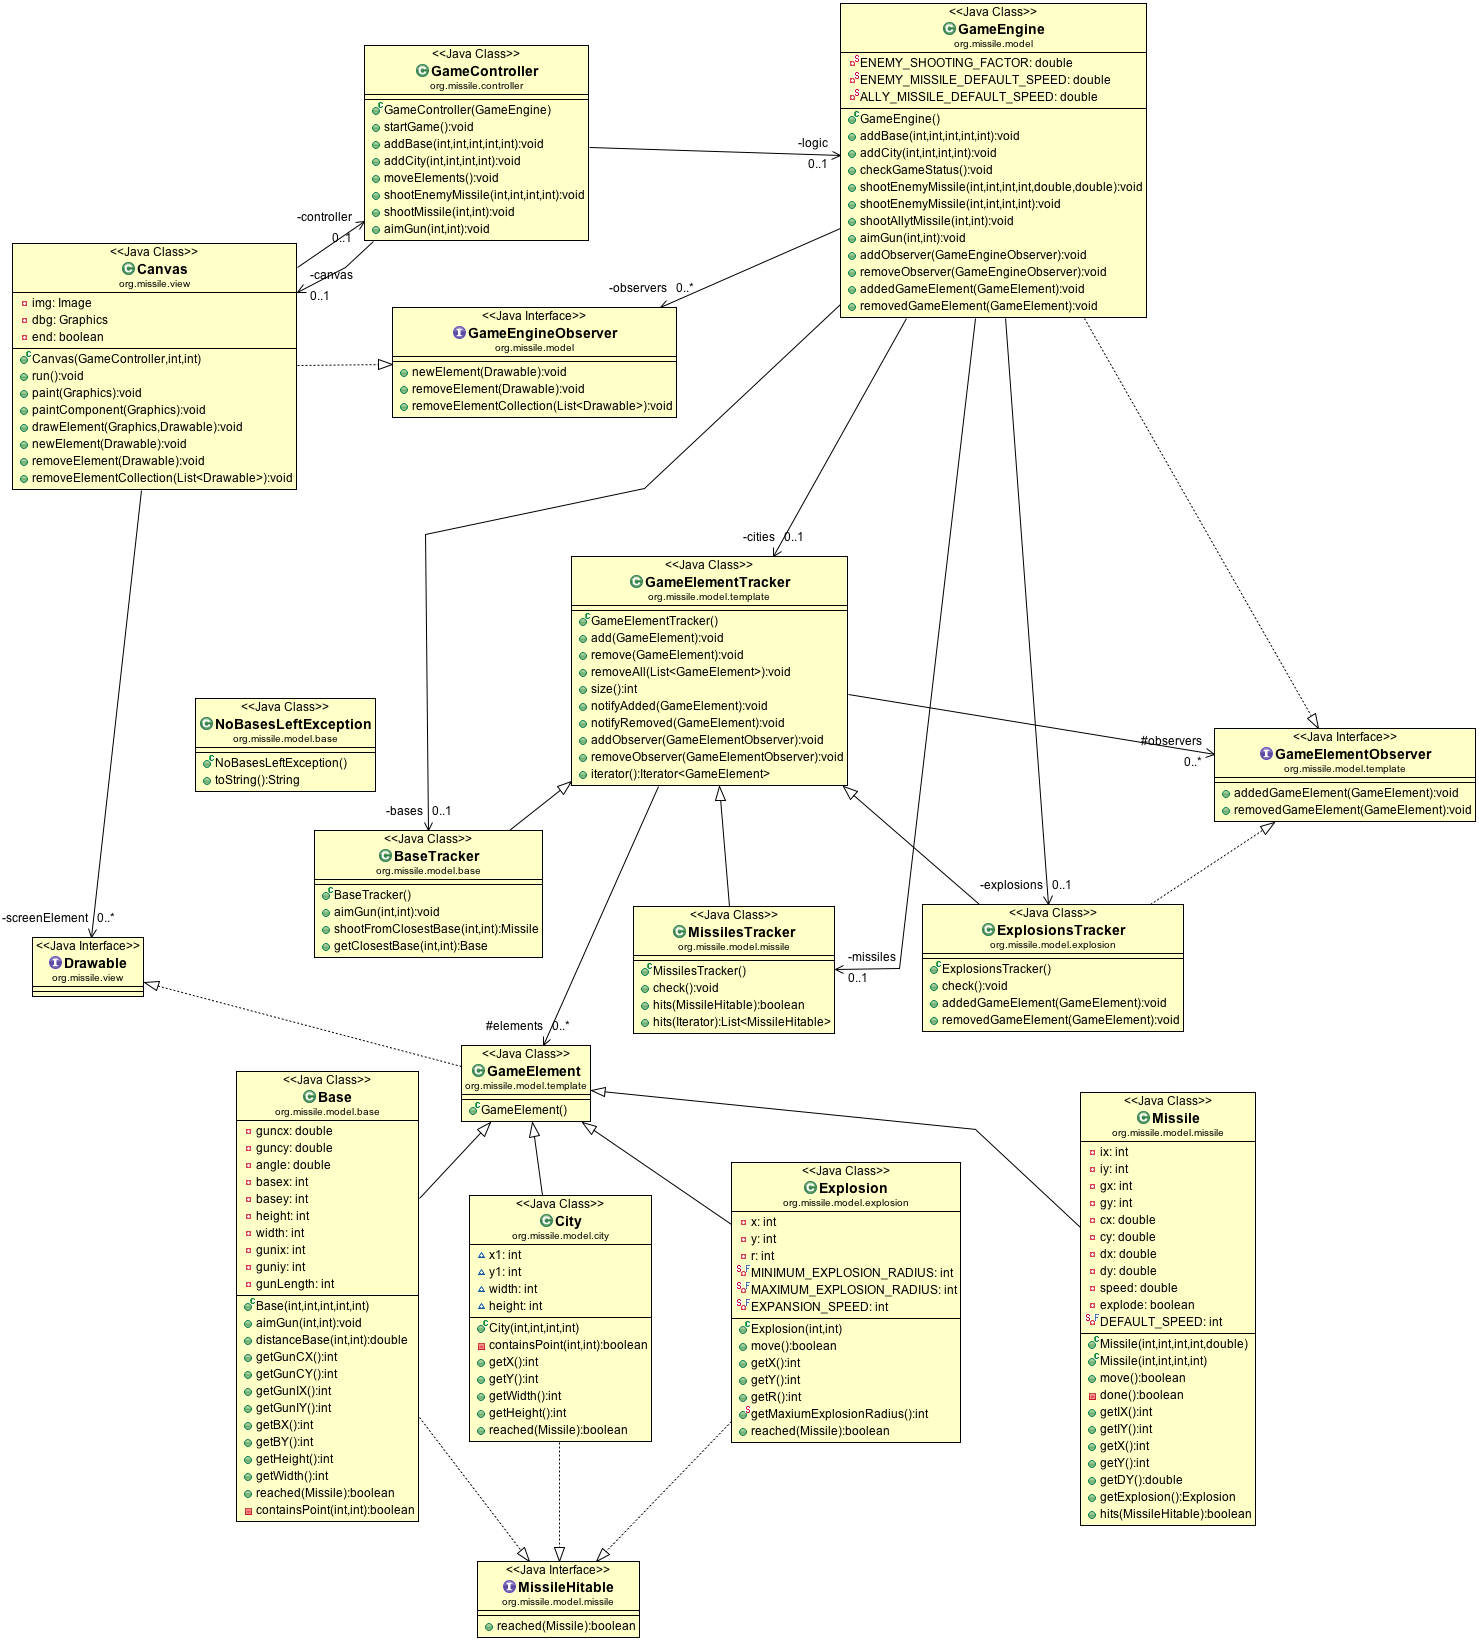 <<Java Class>>
GameEngine
org.missile.model
ENEMY_SHOOTING_FACTOR: double
ENEMY_MISSILE_DEFAULT_SPEED: double
ALLY_MISSILE_DEFAULT_SPEED: double
GameEngine()
addBase(int,int,int,int,int):void
addCity(int,int,int,int):void
checkGameStatus():void
shootEnemyMissile(int,int,int,int,double,double):void
shootEnemyMissile(int,int,int,int):void
shootAllytMissile(int,int):void
aimGun(int,int):void
addObserver(GameEngineObserver):void
removeObserver(GameEngineObserver):void
addedGameElement(GameElement):void
removedGameElement(GameElement):void
<<Java Class>>
GameController
org.missile.controller
GameController(GameEngine)
startGame():void
addBase(int,int,int,int,int):void
addCity(int,int,int,int):void
moveElements():void
shootEnemyMissile(int,int,int,int):void
shootMissile(int,int):void
aimGun(int,int):void
-logic
0..1
-controller
0..1
-canvas
0..1
<<Java Class>>
Canvas
org.missile.view
img: Image
dbg: Graphics
end: boolean
Canvas(GameController,int,int)
run():void
paint(Graphics):void
paintComponent(Graphics):void
drawElement(Graphics,Drawable):void
newElement(Drawable):void
removeElement(Drawable):void
removeElementCollection(List<Drawable>):void
-observers 0..*
<<Java Interface>>
GameEngineObserver
org.missile.model
newElement(Drawable):void
removeElement(Drawable):void
removeElementCollection(List<Drawable>):void
-cities 0..1
<<Java Class>>
GameElementTracker
org.missile.model.template
GameElementTracker()
add(GameElement):void
remove(GameElement):void
removeAll(List<GameElement>):void
size():int
notifyAdded(GameElement):void
notifyRemoved(GameElement):void
addObserver(GameElementObserver):void
removeObserver(GameElementObserver):void
iterator():Iterator<GameElement>
<<Java Class>>
NoBasesLeftException
org.missile.model.base
NoBasesLeftException()
toString():String
#observers
0..*
<<Java Interface>>
GameElementObserver
org.missile.model.template
addedGameElement(GameElement):void
removedGameElement(GameElement):void
-bases 0..1
<<Java Class>>
BaseTracker
org.missile.model.base
BaseTracker()
aimGun(int,int):void
shootFromClosestBase(int,int):Missile
getClosestBase(int,int):Base
-explosions 0..1
<<Java Class>>
MissilesTracker
org.missile.model.missile
MissilesTracker()
check():void
hits(MissileHitable):boolean
hits(Iterator):List<MissileHitable>
-missiles
0..1
<<Java Class>>
ExplosionsTracker
org.missile.model.explosion
ExplosionsTracker()
check():void
addedGameElement(GameElement):void
removedGameElement(GameElement):void
-screenElement 0..*
<<Java Interface>>
Drawable
org.missile.view
#elements 0..*
<<Java Class>>
GameElement
org.missile.model.template
GameElement()
<<Java Class>>
Base
org.missile.model.base
guncx: double
guncy: double
angle: double
basex: int
basey: int
height: int
width: int
gunix: int
guniy: int
gunLength: int
Base(int,int,int,int,int)
aimGun(int,int):void
distanceBase(int,int):double
getGunCX():int
getGunCY():int
getGunIX():int
getGunIY():int
getBX():int
getBY():int
getHeight():int
getWidth():int
reached(Missile):boolean
containsPoint(int,int):boolean
<<Java Class>>
City
org.missile.model.city
x1: int
y1: int
width: int
height: int
City(int,int,int,int)
containsPoint(int,int):boolean
getX():int
getY():int
getWidth():int
getHeight():int
reached(Missile):boolean
<<Java Class>>
Explosion
org.missile.model.explosion
x: int
y: int
r: int
MINIMUM_EXPLOSION_RADIUS: int
MAXIMUM_EXPLOSION_RADIUS: int
EXPANSION_SPEED: int
Explosion(int,int)
move():boolean
getX():int
getY():int
getR():int
getMaxiumExplosionRadius():int
reached(Missile):boolean
<<Java Class>>
Missile
org.missile.model.missile
ix: int
iy: int
gx: int
gy: int
cx: double
cy: double
dx: double
dy: double
speed: double
explode: boolean
DEFAULT_SPEED: int
Missile(int,int,int,int,double)
Missile(int,int,int,int)
move():boolean
done():boolean
getIX():int
getIY():int
getX():int
getY():int
getDY():double
getExplosion():Explosion
hits(MissileHitable):boolean
<<Java Interface>>
MissileHitable
org.missile.model.missile
reached(Missile):boolean